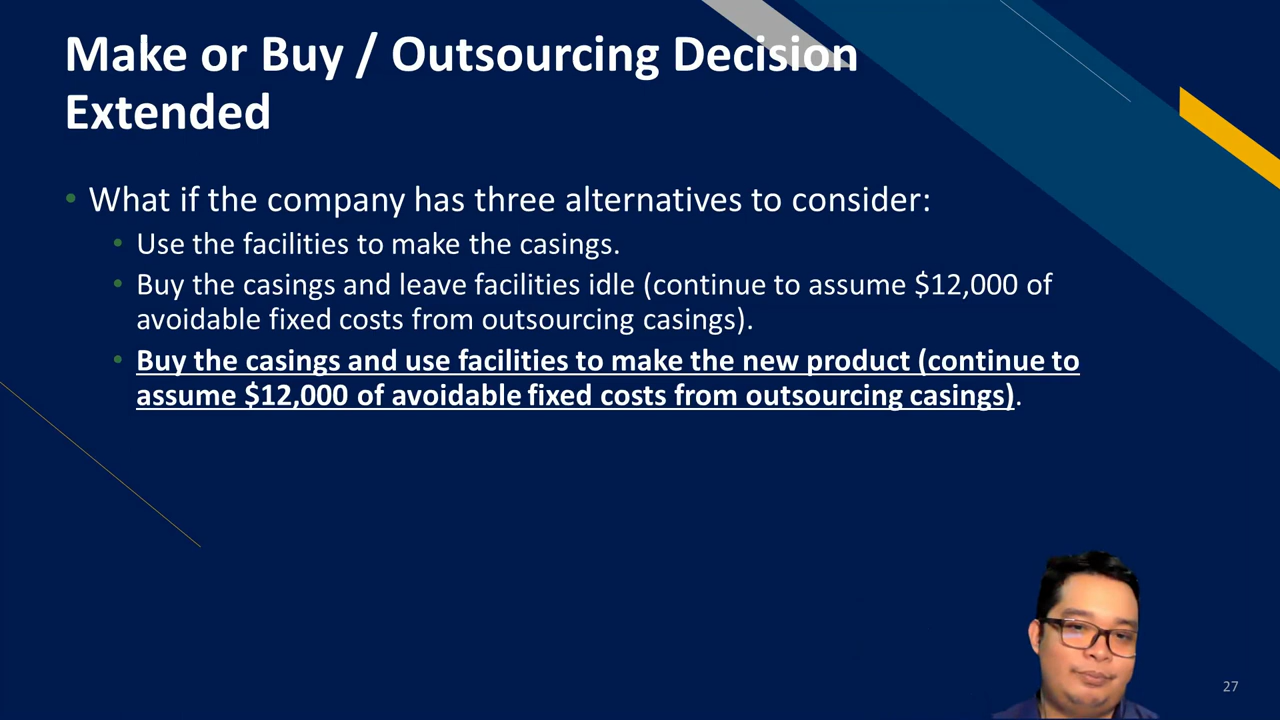 Make or Buy / Outsourcing Decision
Extended
• What if the company has three alternatives to consider:
• Use the facilities to make the casings.
• Buy the casings and leave facilities idle (continue to assume $12,000 of
avoidable fixed costs from outsourcing casings).
• Buy the casings and use facilities to make the new product (continue to
assume $12,000 of avoidable fixed costs from outsourcing casings).
27